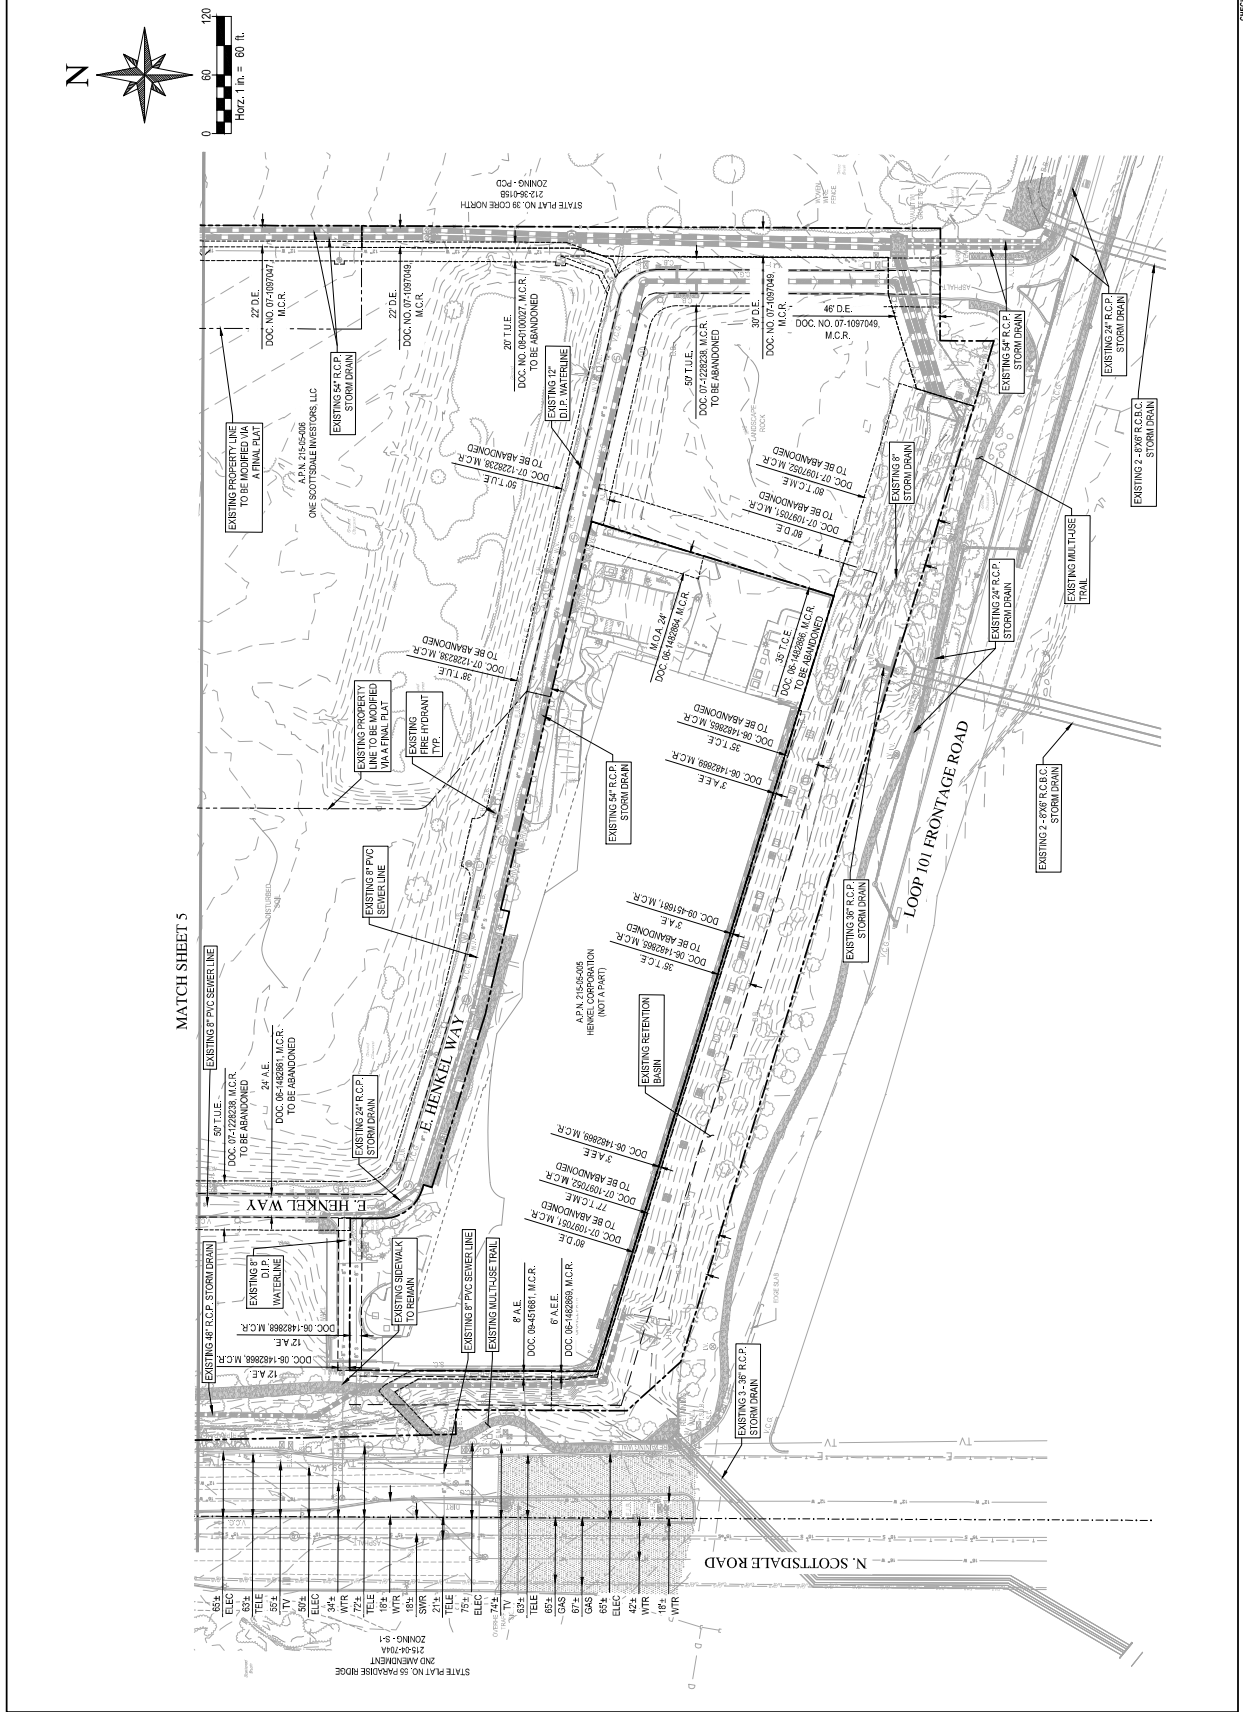 N
0
60
120
Horz. 1 in. = 60 ft.
MATCH SHEET 5
STATE PLAT NO. 39 CORE NORTH
212-36-015B
ZONING - PCD
22' D.E.
DOC. NO. 07-1097047
M.C.R.
22' D.E.
DOC. NO. 07-1097049,
M.C.R.
20' T.U.E.
DOC. NO. 08-0100027, M.C.R.
TO BE ABANDONED
50' T.U.E.
DOC. 07-1228238, M.C.R.
TO BE ABANDONED
30' D.E.
DOC. NO. 07-1097049,
M.C.R.
46' D.E.
DOC. NO. 07-1097049,
M.C.R.
EXISTING PROPERTY LINE
TO BE MODIFIED VIA
A FINAL PLAT
A.P.N. 215-05-006
ONE SCOTTSDALE INVESTORS, LLC
EXISTING 54" R.C.P.
STORM DRAIN
EXISTING 12"
D.I.P. WATERLINE
50' T.U.E.
DOC. 07-1228238, M.C.R.
TO BE ABANDONED
LANDSCAPE
ROCK
80' T.C.M.E.
DOC. 07-1097052, M.C.R.
TO BE ABANDONED
80' D.E.
DOC. 07-1097051, M.C.R.
TO BE ABANDONED
EXISTING 8"
STORM DRAIN
EXISTING 54" R.C.P.
STORM DRAIN
EXISTING 24" R.C.P.
STORM DRAIN
EXISTING 2 - 8'X6' R.C.B.C.
STORM DRAIN
EXISTING MULTI-USE
TRAIL
EXISTING 24" R.C.P.
STORM DRAIN
38' T.U.E.
DOC. 07-1228238, M.C.R.
TO BE ABANDONED
M.O.A. 24'
DOC. 06-1482864, M.C.R.
35' T.C.E.
DOC. 06-1482866, M.C.R.
TO BE ABANDONED
35' T.C.E.
DOC. 06-1482865, M.C.R.
TO BE ABANDONED
3' A.E.E.
DOC. 06-1482869, M.C.R.
EXISTING PROPERTY
LINE TO BE MODIFIED
VIA A FINAL PLAT
EXISTING
FIRE HYDRANT
TYP.
EXISTING 54" R.C.P.
STORM DRAIN
LOOP 101 FRONTAGE ROAD
EXISTING 2 - 8'X6' R.C.B.C.
STORM DRAIN
EXISTING 36" R.C.P.
STORM DRAIN
EXISTING 8" PVC
SEWER LINE
3' A.E.
DOC. 09-451681, M.C.R.
35' T.C.E.
DOC. 06-1482865, M.C.R.
TO BE ABANDONED
A.P.N. 215-05-005
HENKEL CORPORATION
(NOT A PART)
EXISTING RETENTION
BASIN
EXISTING 8" PVC SEWER LINE
50' T.U.E.
DOC. 07-1228238, M.C.R.
TO BE ABANDONED
24' A.E.
DOC. 06-1482861, M.C.R.
TO BE ABANDONED
EXISTING 24" R.C.P.
STORM DRAIN
E. HENKEL WAY
E. HENKEL WAY
3' A.E.E.
DOC. 06-1482869, M.C.R.
77' T.C.M.E
DOC. 07-1097052, M.C.R.
TO BE ABANDONED
80' D.E.
DOC. 07-1097051, M.C.R.
TO BE ABANDONED
EXISTING 48" R.C.P. STORM DRAIN
EXISTING 8"
D.I.P.
WATERLINE
EXISTING SIDEWALK
TO REMAIN
12' A.E.
DOC. 06-1482868, M.C.R.
12' A.E.
DOC. 06-1482868, M.C.R.
EXISTING 8" PVC SEWER LINE
EXISTING MULTI-USE TRAIL
8' A.E.
DOC. 09-451681, M.C.R.
6' A.E.E.
DOC. 06-1482869, M.C.R.
EXISTING 3 - 36" R.C.P.
STORM DRAIN
N. SCOTTSDALE ROAD
65'±
ELEC
63'±
TELE
55'±
TV
50'±
ELEC
34'±
WTR
72'±
TELE
18'±
WTR
18'±
SWR
21'±
TELE
75'±
ELEC
74'±
TV
63'±
TELE
65'±
GAS
67'±
GAS
65'±
ELEC
42'±
WTR
18'±
WTR
STATE PLAT NO. 55 PARADISE RIDGE
2ND AMENDMENT
215-04-704A
ZONING - S-1